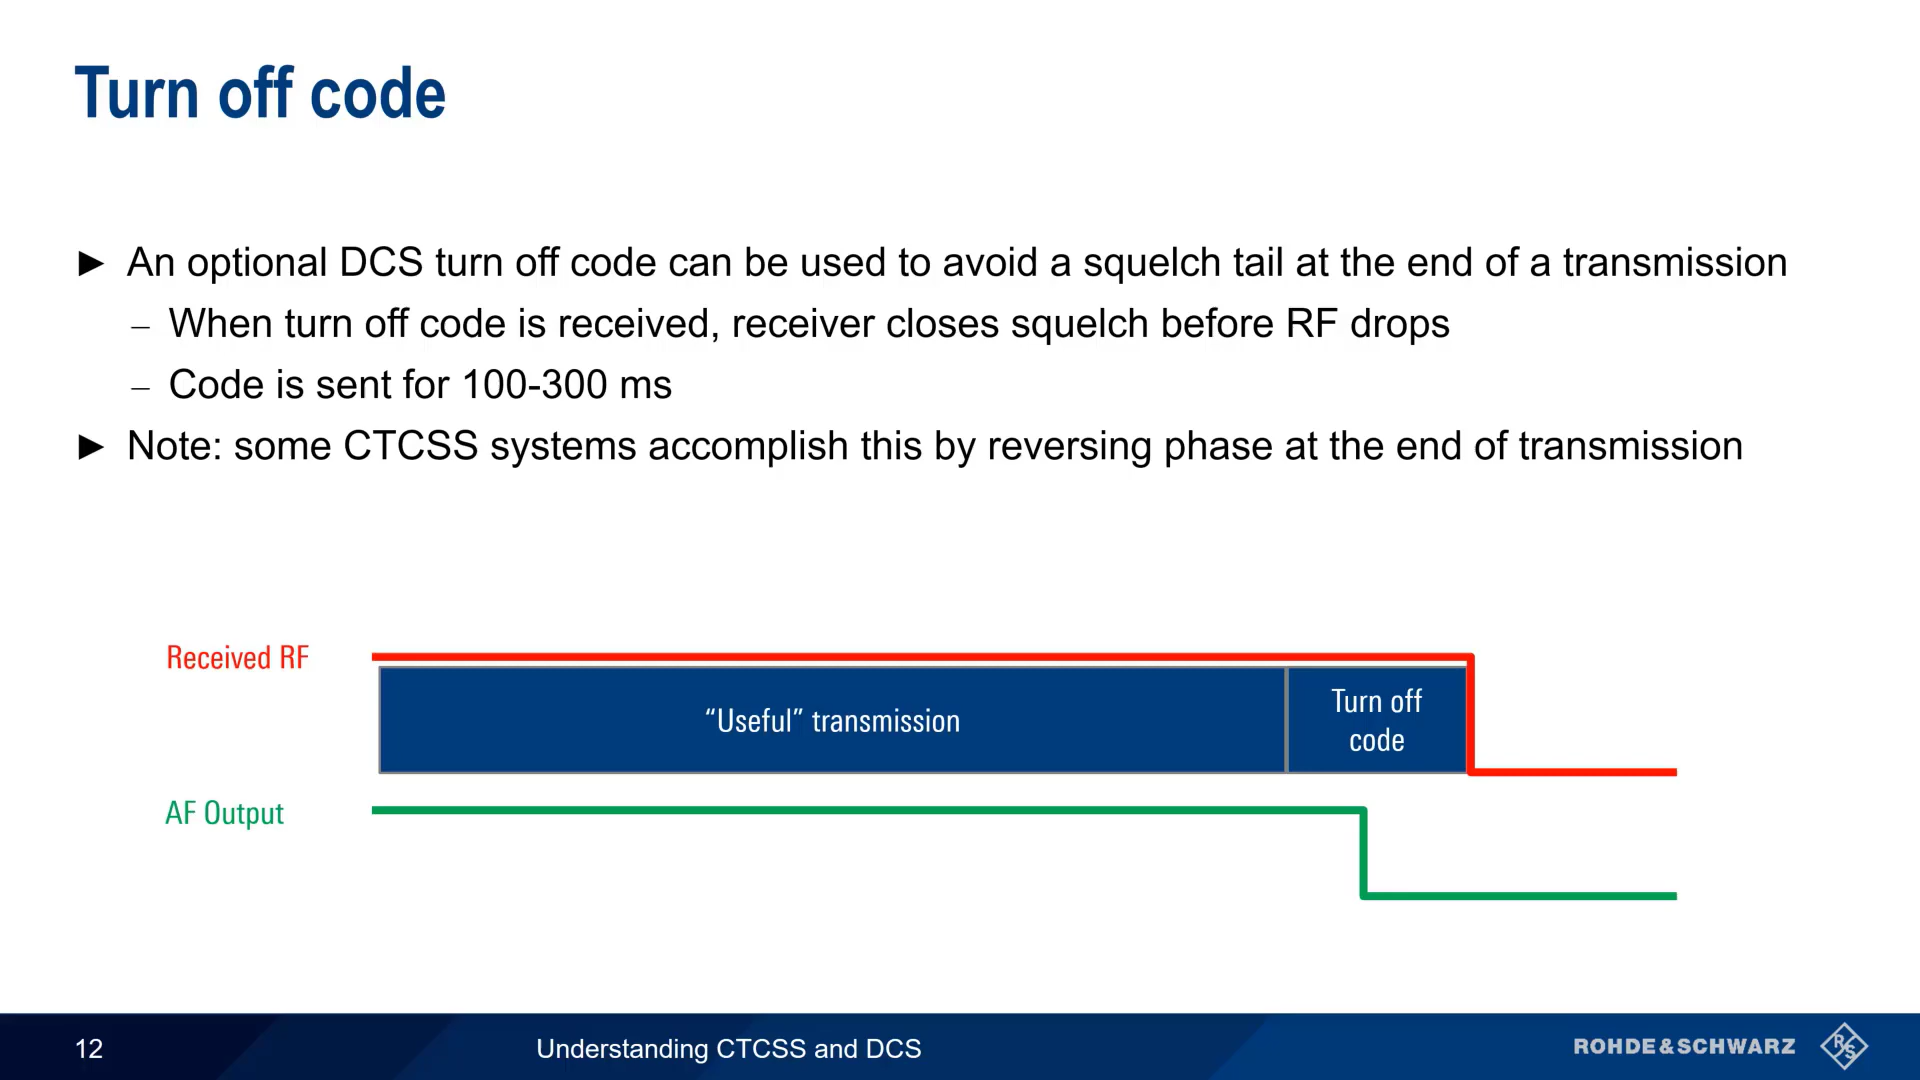 Turn off code
► An optional DCS turn off code can be used to avoid a squelch tail at the end of a transmission
– When turn off code is received, receiver closes squelch before RF drops
– Code is sent for 100-300 ms
► Note: some CTCSS systems accomplish this by reversing phase at the end of transmission
Received RF
“Useful” transmission
Turn off
code
AF Output
12
Understanding CTCSS and DCS
ROHDE&SCHWARZ
R&S